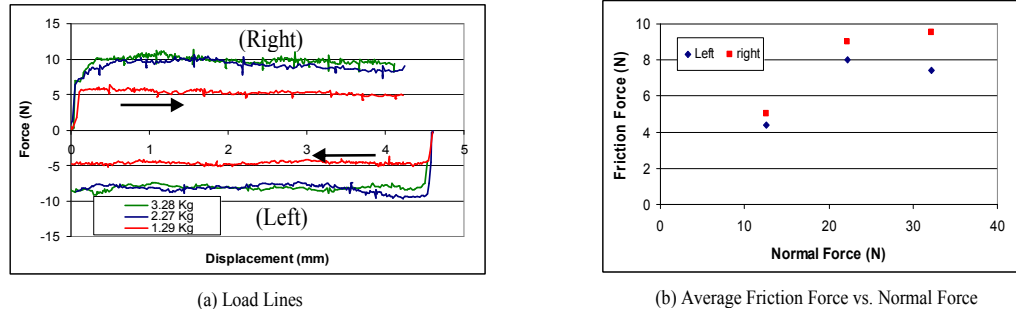 15
10
5
0
-5
-10
-15
Force (N)
(Right)
0 1 2 3 4 5
3.28 Kg
2.27 Kg
1.29 Kg
(Left)
Displacement (mm)
(a) Load Lines
10
8
6
4
2
0
Friction Force (N)
Left right
0 10 20 30 40
Normal Force (N)
(b) Average Friction Force vs. Normal Force